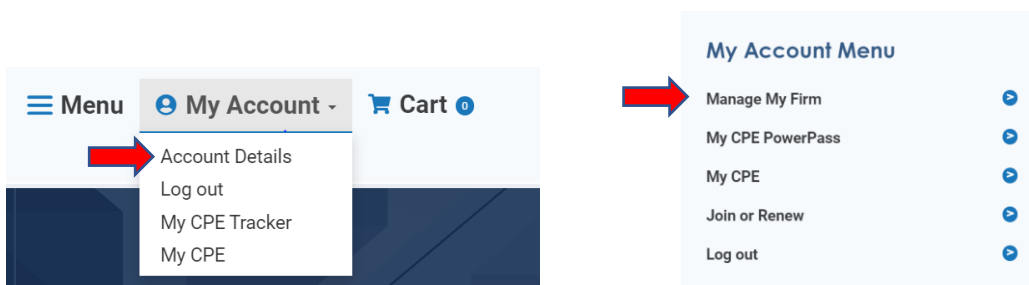 Menu My Account Cart 0
Account Details
Log out
My CPE Tracker
My CPE
My Account Menu
Manage My Firm
My CPE PowerPass
My CPE
Join or Renew
Log out